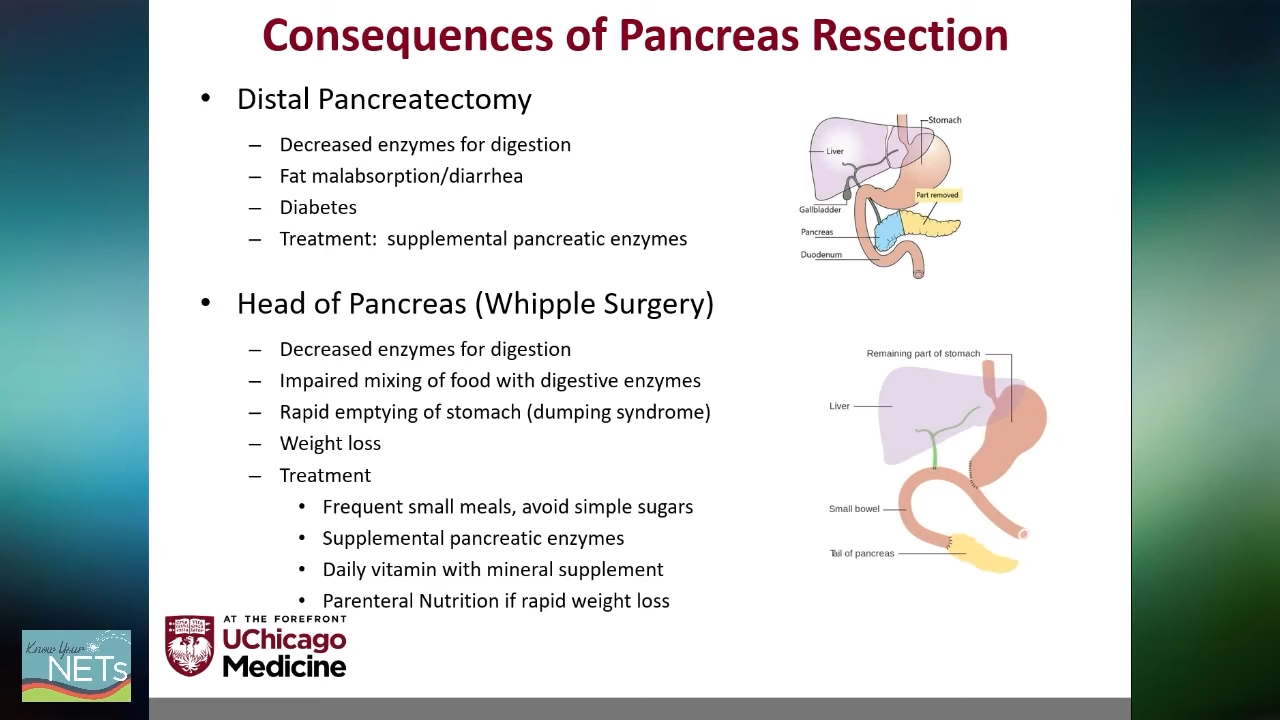 Consequences of Pancreas Resection
• Distal Pancreatectomy
– Decreased enzymes for digestion
– Fat malabsorption/diarrhea
– Diabetes
– Treatment:  supplemental pancreatic enzymes
Stomach
Liver
Part removed
Gallbladder
Pancreas
Duodenum
• Head of Pancreas (Whipple Surgery)
– Decreased enzymes for digestion
– Impaired mixing of food with digestive enzymes
– Rapid emptying of stomach (dumping syndrome)
– Weight loss
– Treatment
• Frequent small meals, avoid simple sugars
• Supplemental pancreatic enzymes
• Daily vitamin with mineral supplement
• Parenteral Nutrition if rapid weight loss
Remaining part of stomach
Liver
Small bowel
Tail of pancreas
AT THE FOREFRONT
UChicago
Medicine
Know Your
NETs